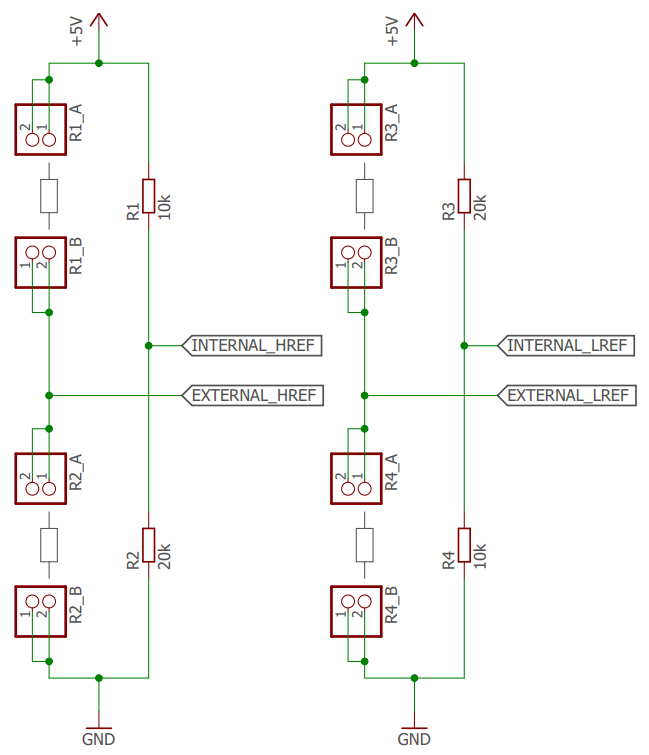 +5V
+5V
R1_A
2
1
R3_A
2
1
R1
10k
R3
20k
R1_B
1
2
R3_B
1
2
INTERNAL_HREF
INTERNAL_LREF
EXTERNAL_HREF
EXTERNAL_LREF
R2_A
2
1
R4_A
2
1
R2
20k
R4
10k
R2_B
1
2
R4_B
1
2
GND
GND